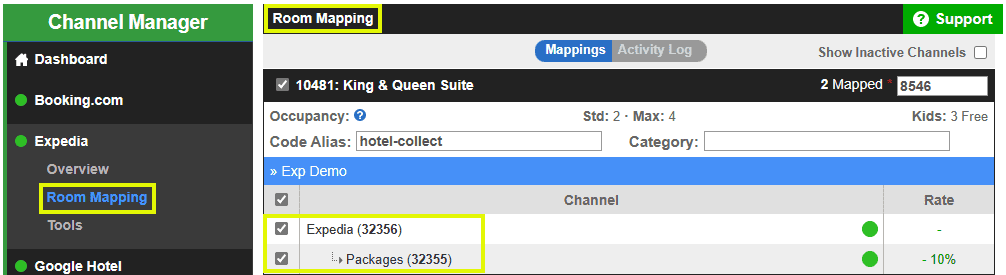 Channel Manager
Dashboard
Booking.com
Expedia
Overview
Room Mapping
Tools
Google Hotel
Room Mapping
? Support
Mappings Activity Log
Show Inactive Channels
10481: King & Queen Suite 2 Mapped * 8546
Occupancy: ? Std: 2 · Max: 4 Kids: 3 Free
Code Alias: hotel-collect Category:
» Exp Demo
Channel Rate
Expedia (32356) -
Packages (32355) - 10%